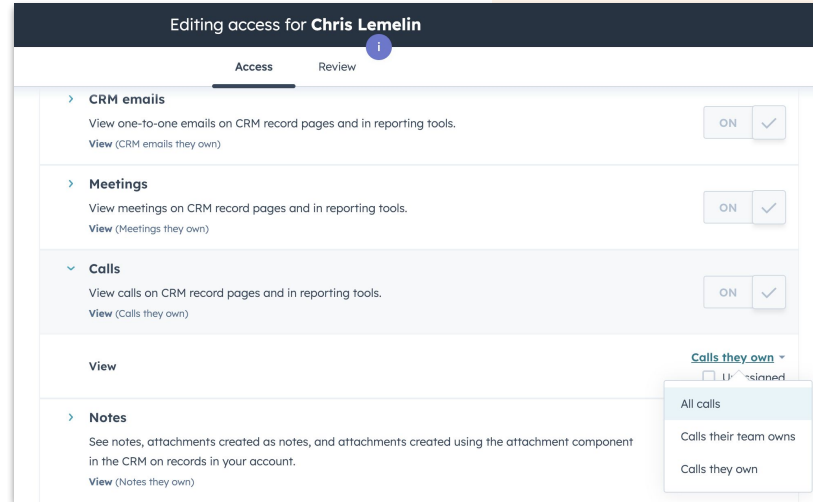 Editing access for Chris Lemelin
i
Access Review
CRM emails
View one-to-one emails on CRM record pages and in reporting tools.
View (CRM emails they own)
ON
Meetings
View meetings on CRM record pages and in reporting tools.
View (Meetings they own)
ON
Calls
View calls on CRM record pages and in reporting tools.
View (Calls they own)
ON
View
Calls they own
All calls
Calls their team owns
Calls they own
Notes
See notes, attachments created as notes, and attachments created using the attachment component
in the CRM on records in your account.
View (Notes they own)